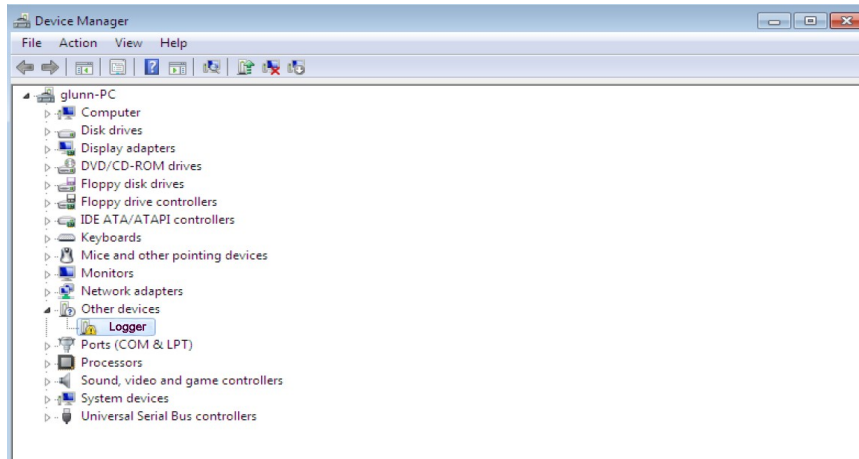 Device Manager
File Action View Help
glunn-PC
Computer
Disk drives
Display adapters
DVD/CD-ROM drives
Floppy disk drives
Floppy drive controllers
IDE ATA/ATAPI controllers
Keyboards
Mice and other pointing devices
Monitors
Network adapters
Other devices
Logger
Ports (COM & LPT)
Processors
Sound, video and game controllers
System devices
Universal Serial Bus controllers